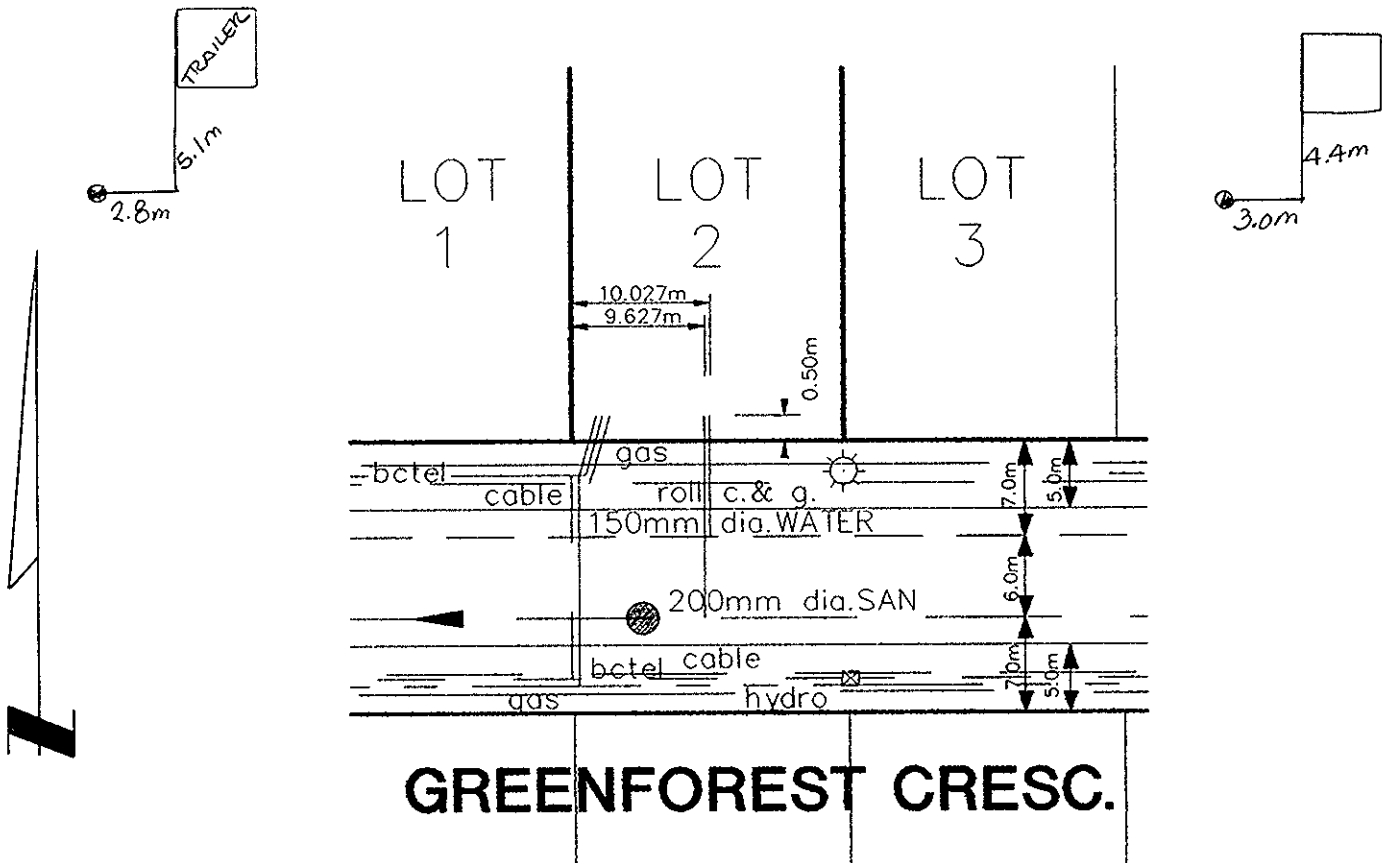 TRAILER
5.1m
2.8m
4.4m
3.0m
LOT
1
LOT
2
LOT
3
10.027m
9.627m
0.50m
gas
bctel
cable
roll c.& g.
7.0m
5.0m
150mm dia.WATER
6.0m
200mm dia.SAN
cable
bctel
7.0m
5.0m
gas
hydro
GREENFOREST CRESC.